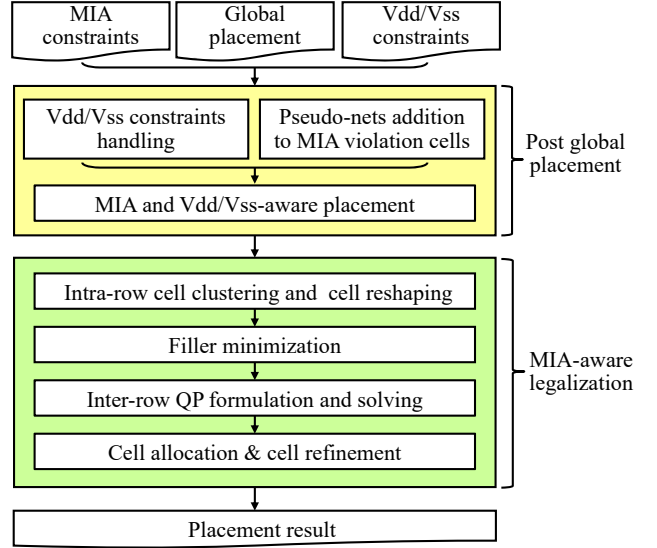 MIA
constraints
Global
placement
Vdd/Vss
constraints
Vdd/Vss constraints
handling
Pseudo-nets addition
to MIA violation cells
MIA and Vdd/Vss-aware placement
Post global
placement
Intra-row cell clustering and cell reshaping
Filler minimization
Inter-row QP formulation and solving
Cell allocation & cell refinement
MIA-aware
legalization
Placement result